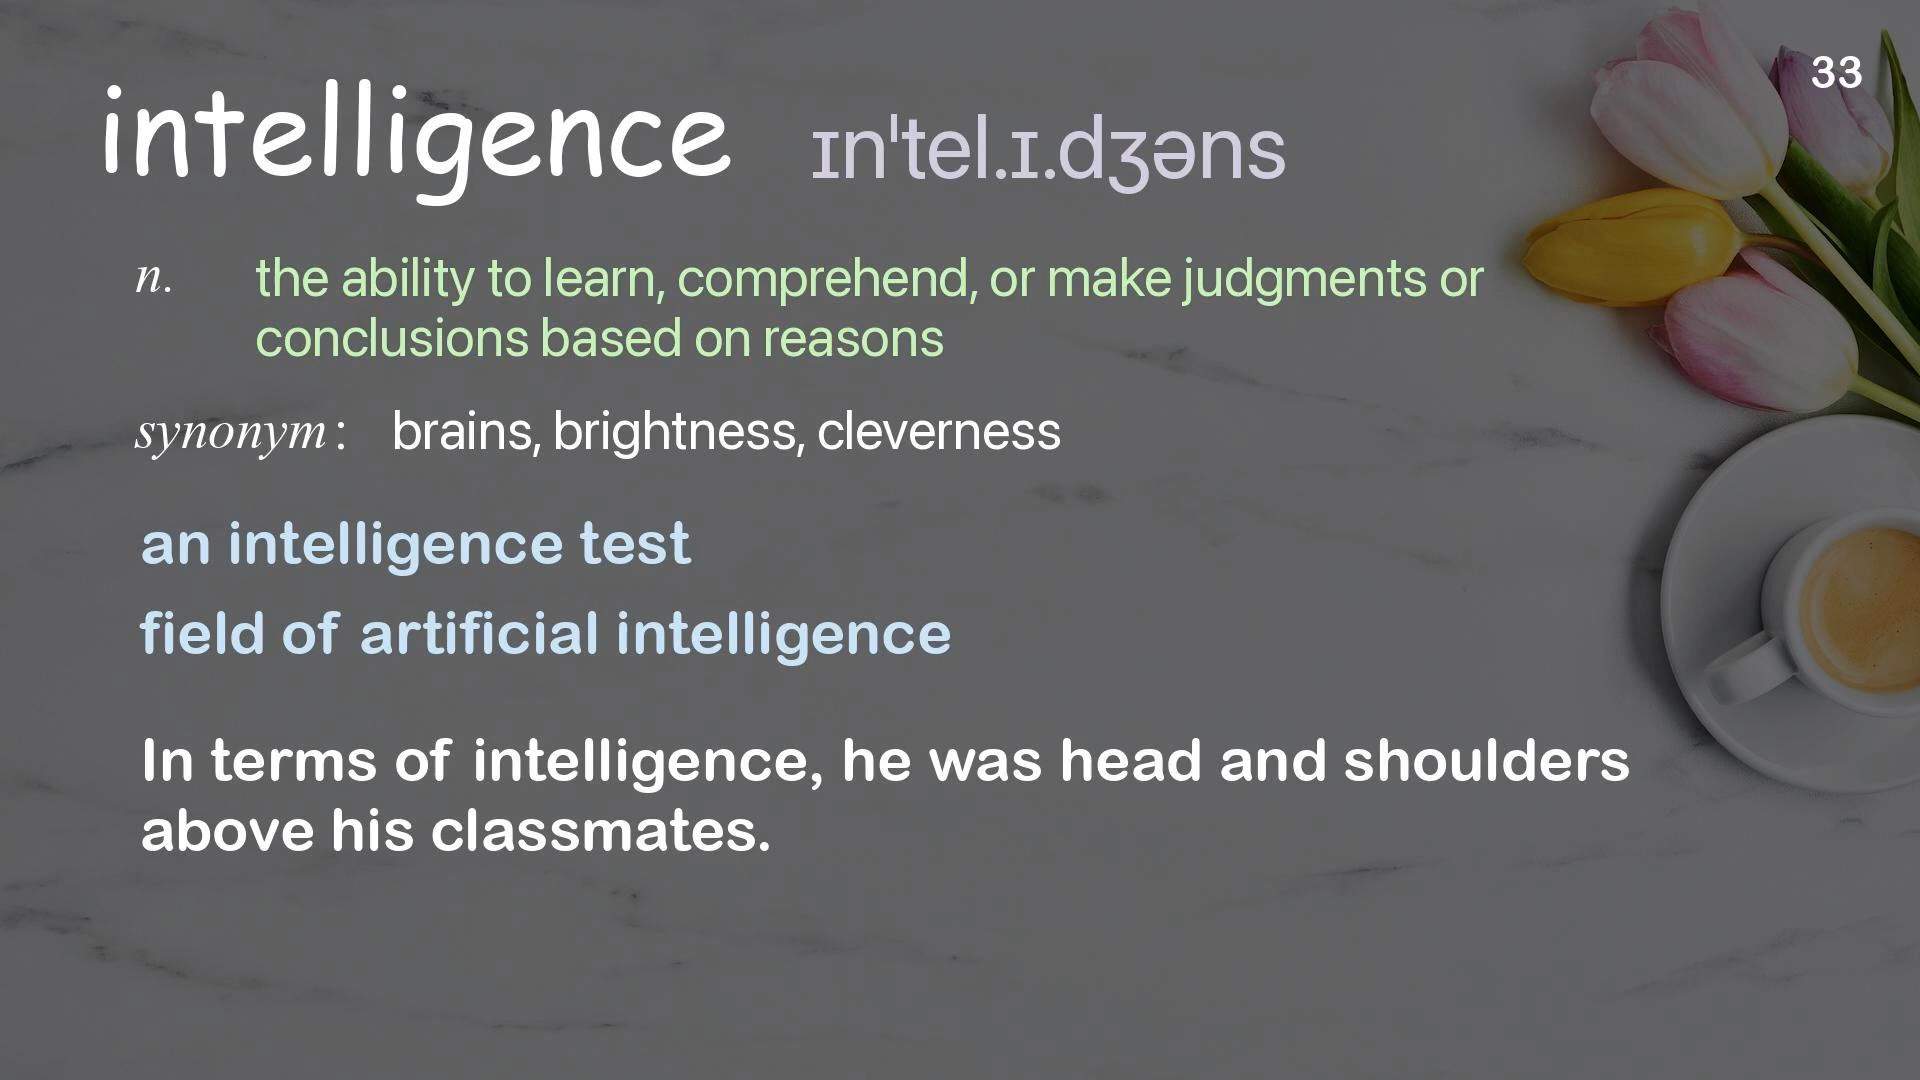 33
intelligence ɪnˈtel.ɪ.dʒəns
n. the ability to learn, comprehend, or make judgments or
conclusions based on reasons
synonym: brains, brightness, cleverness
an intelligence test
field of artificial intelligence
In terms of intelligence, he was head and shoulders
above his classmates.